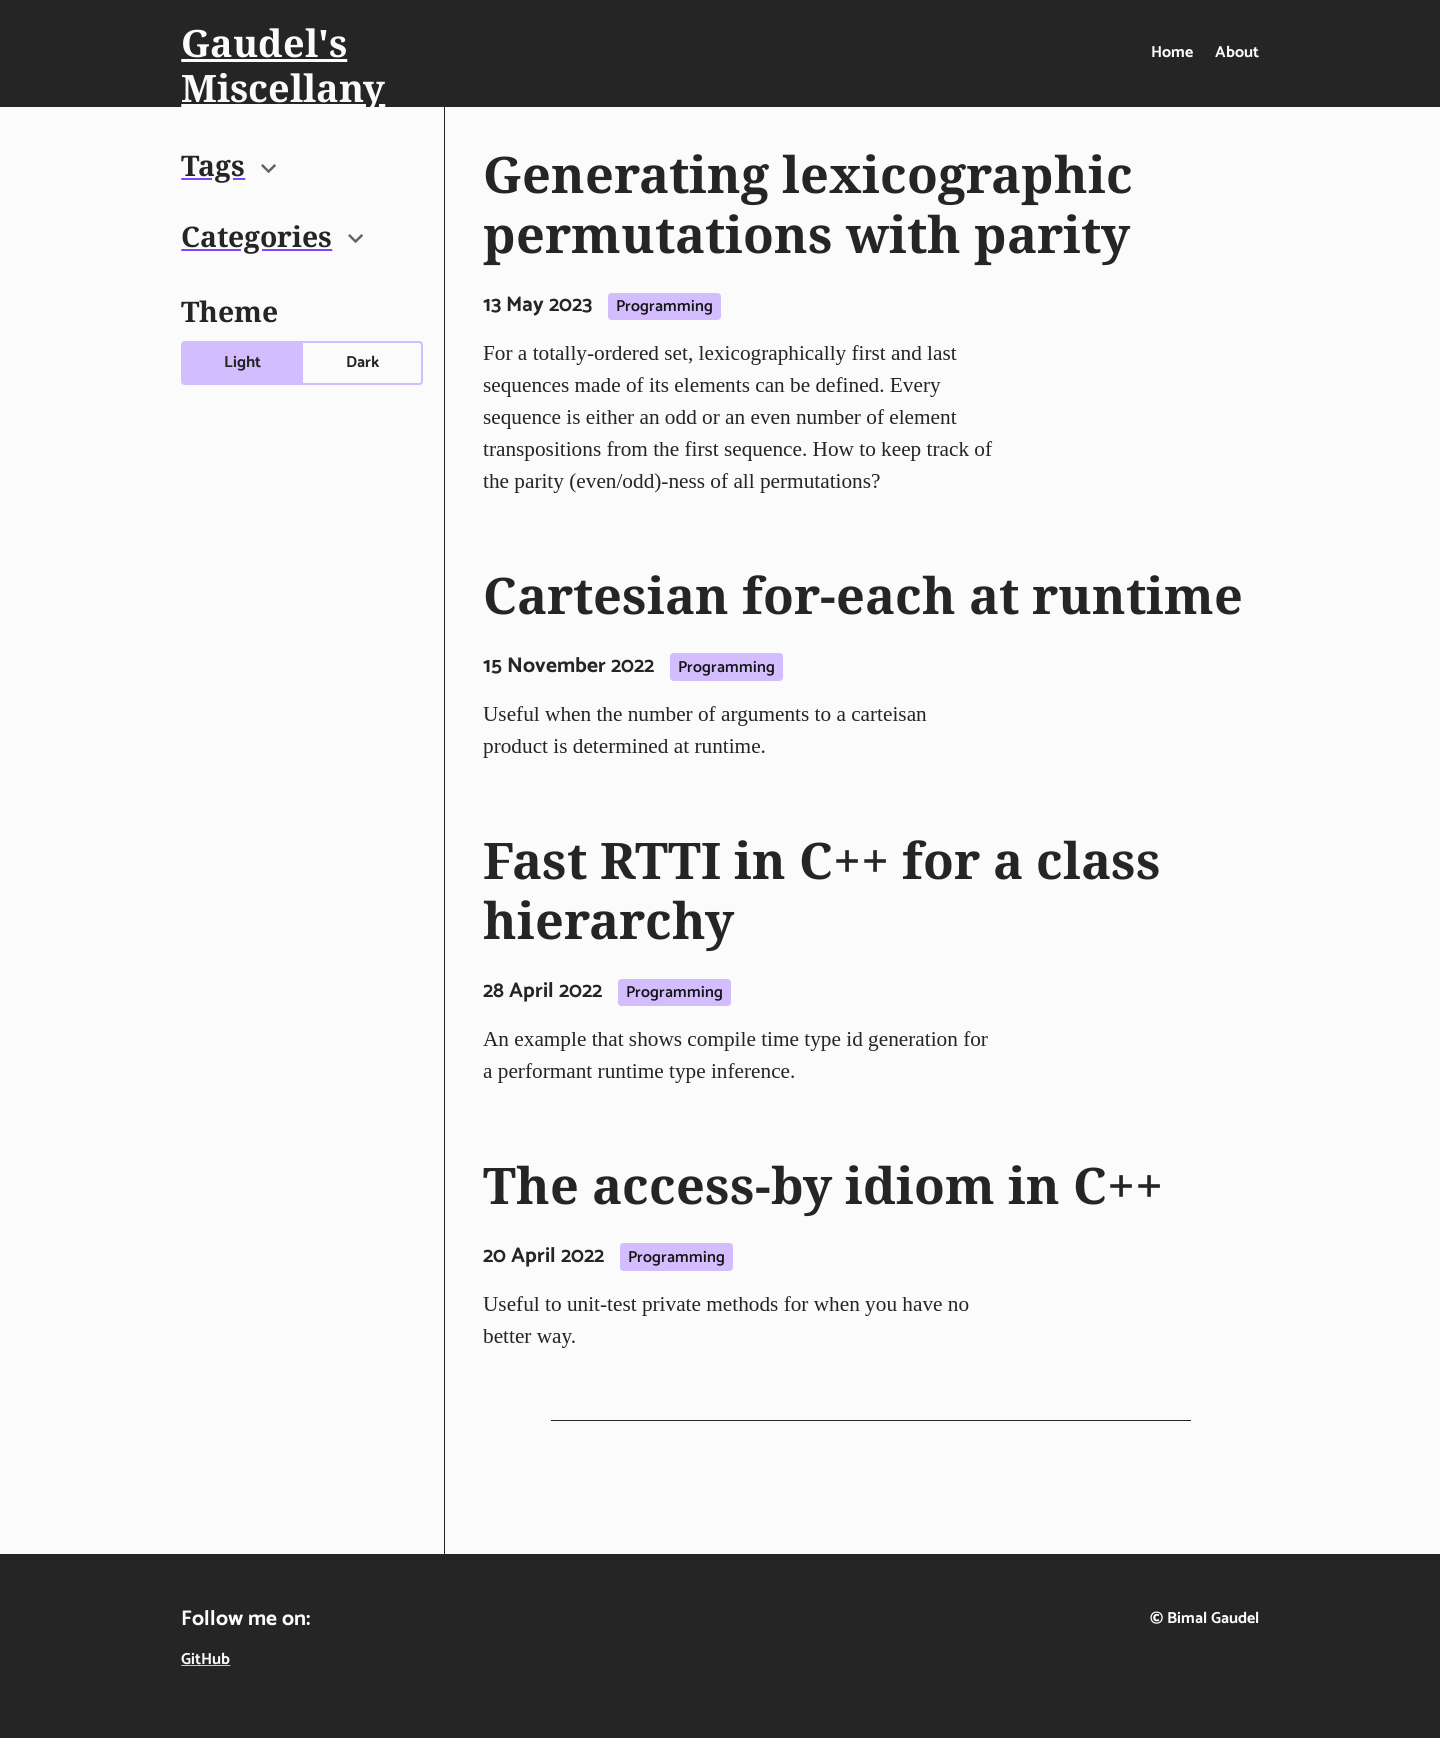 Gaudel's
Miscellany
Home About
Tags
Categories
Theme
Light Dark
Generating lexicographic
permutations with parity
13 May 2023 Programming
For a totally-ordered set, lexicographically first and last
sequences made of its elements can be defined. Every
sequence is either an odd or an even number of element
transpositions from the first sequence. How to keep track of
the parity (even/odd)-ness of all permutations?
Cartesian for-each at runtime
15 November 2022 Programming
Useful when the number of arguments to a carteisan
product is determined at runtime.
Fast RTTI in C++ for a class
hierarchy
28 April 2022 Programming
An example that shows compile time type id generation for
a performant runtime type inference.
The access-by idiom in C++
20 April 2022 Programming
Useful to unit-test private methods for when you have no
better way.
Follow me on:
GitHub
© Bimal Gaudel